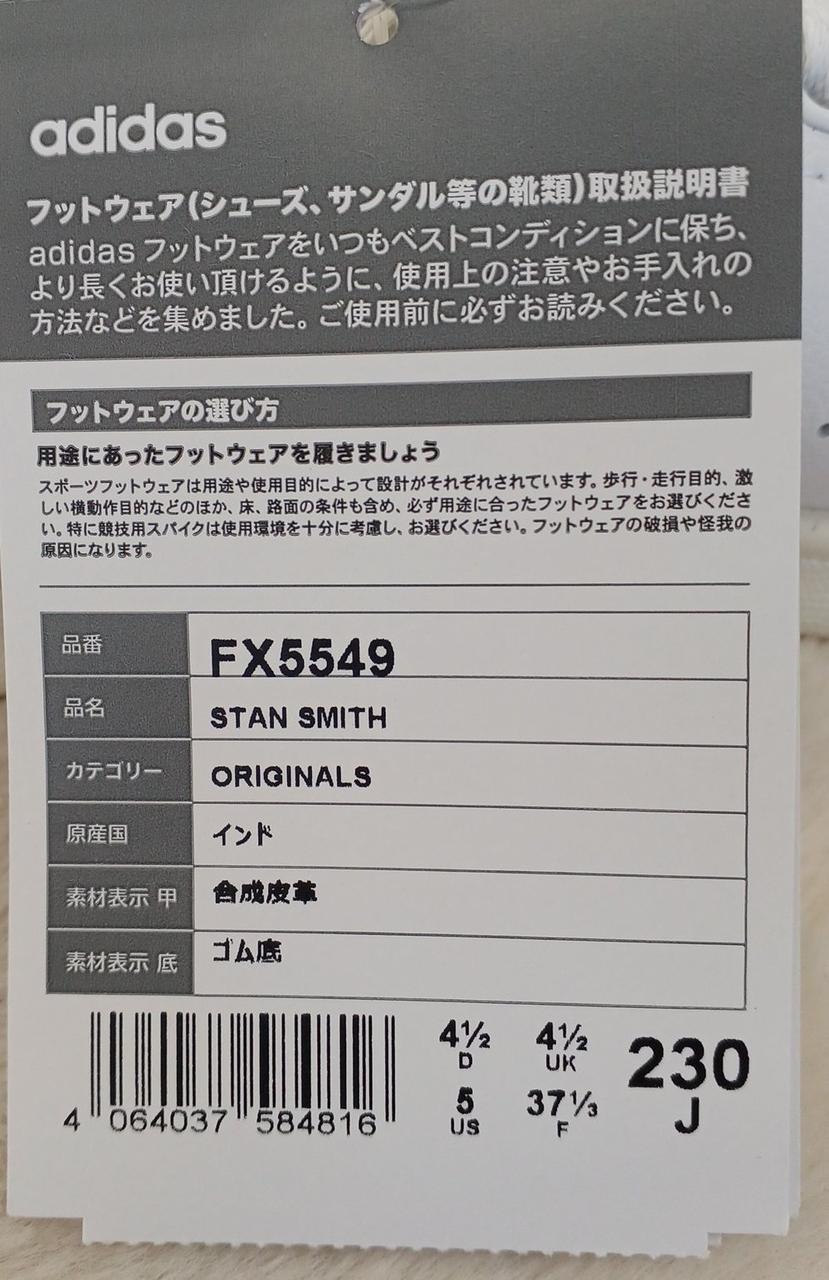 adidas
フットウェア(シューズ、サンダル等の靴類)取扱説明書
adidas フットウェアをいつもベストコンディションに保ち、
より長くお使い頂けるように、使用上の注意やお手入れの
方法などを集めました。ご使用前に必ずお読みください。
フットウェアの選び方
用途にあったフットウェアを履きましょう
スポーツフットウェアは用途や使用目的によって設計がそれぞれされています。歩行・走行目的、激
しい横動作目的などのほか、床、路面の条件も含め、必ず用途に合ったフットウェアをお選びくださ
い。特に競技用スパイクは使用環境を十分に考慮し、お選びください。フットウェアの破損や怪我の
原因になります。
品番 FX5549
品名 STAN SMITH
カテゴリー ORIGINALS
原産国 インド
素材表示 甲 合成皮革
素材表示 底 ゴム底
4½ 4½ 230
D UK J
5 37⅓
US F
4 064037 584816